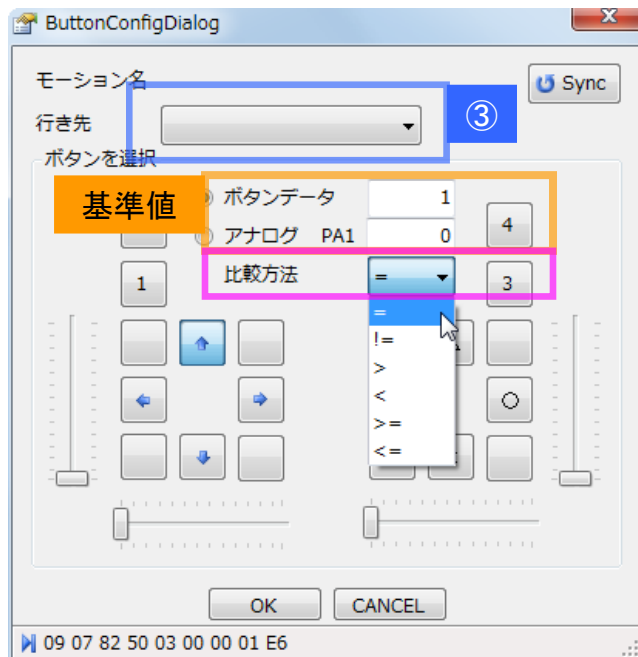 ButtonConfigDialog
x
モーション名
Sync
行き先
③
ボタンを選択
基準値
ボタンデータ
1
アナログ PA1
0
4
比較方法
=
1
3
=
!=
>
<
>=
<=
OK
CANCEL
09 07 82 50 03 00 00 01 E6